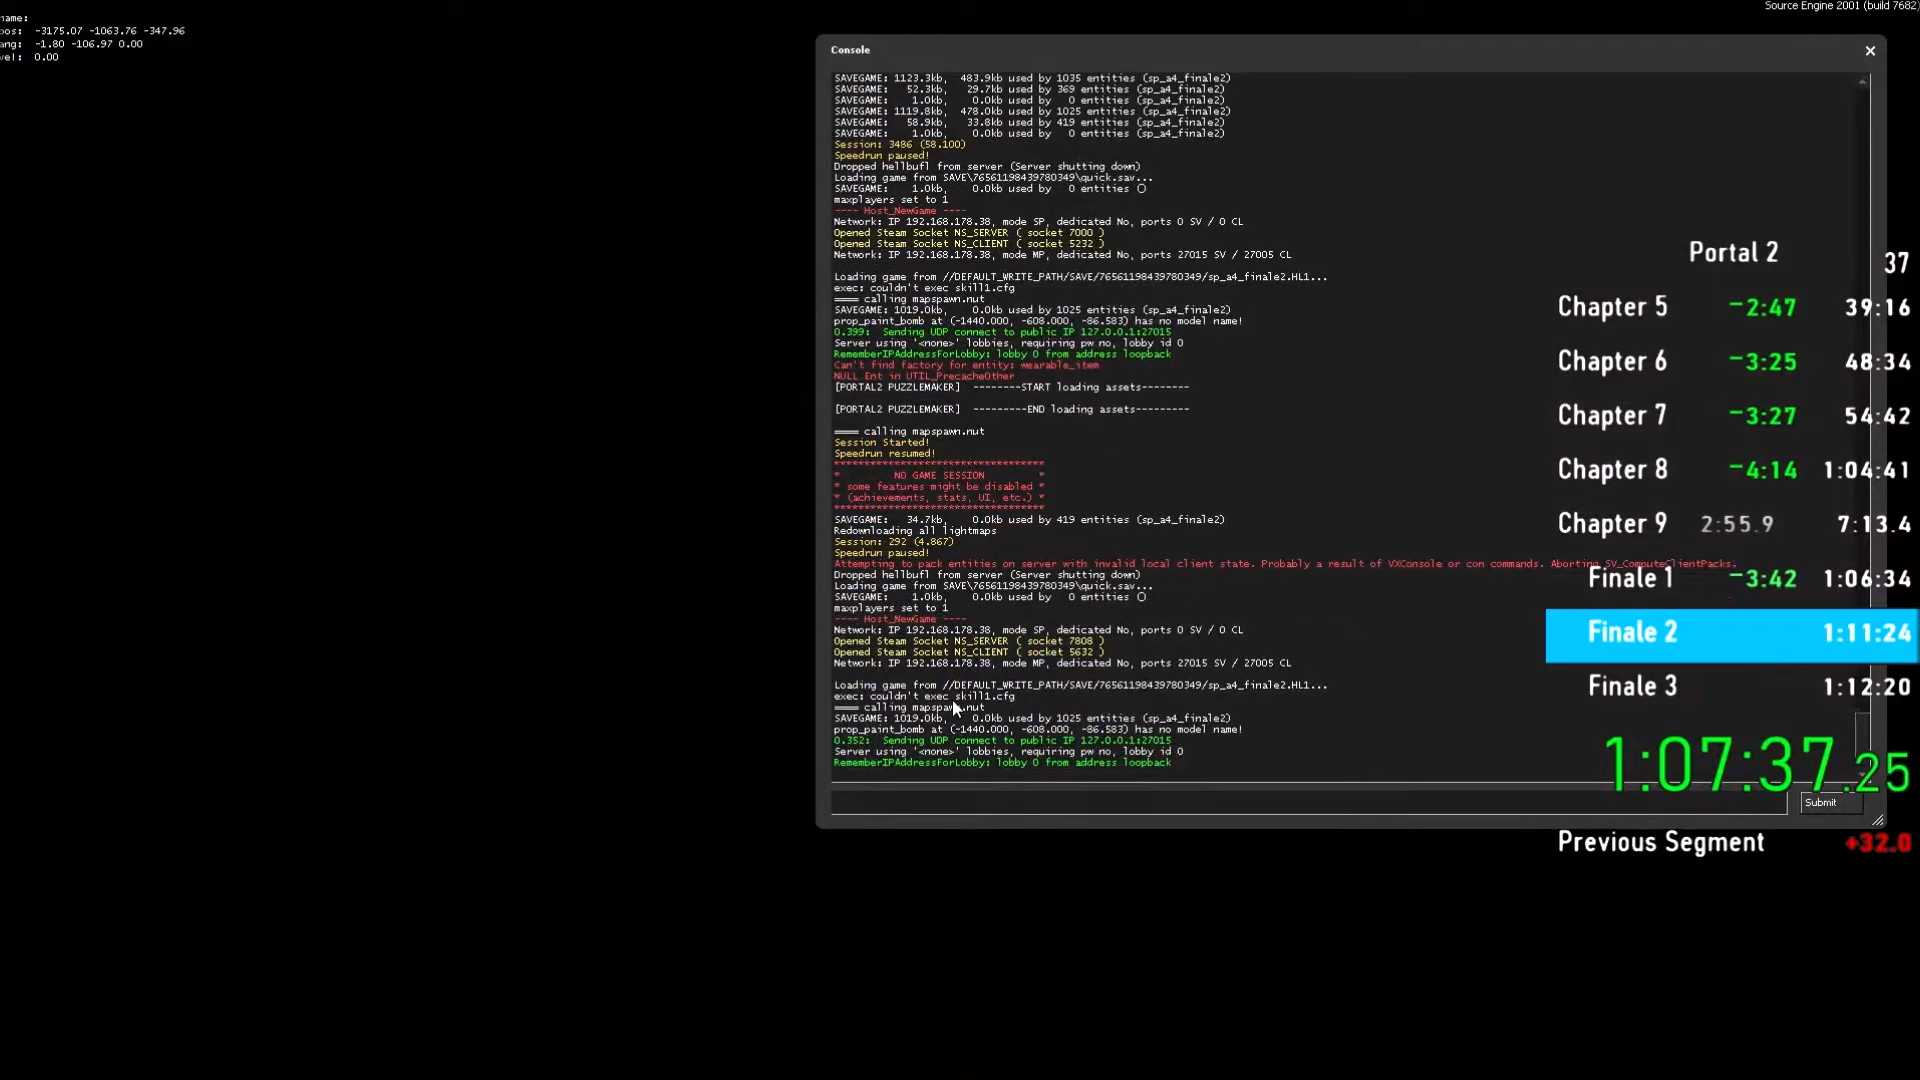 name:
pos: -3175.07 -1063.76 -347.96
ang: -1.80 -106.97 0.00
vel: 0.00
Source Engine 2001 (build 7682)
Console
SAVEGAME: 1123.3kb, 483.9kb used by 1035 entities (sp_a4_finale2)
SAVEGAME: 52.3kb, 29.7kb used by 369 entities (sp_a4_finale2)
SAVEGAME: 1.0kb, 0.0kb used by 0 entities (sp_a4_finale2)
SAVEGAME: 1119.8kb, 478.0kb used by 1025 entities (sp_a4_finale2)
SAVEGAME: 58.9kb, 33.8kb used by 419 entities (sp_a4_finale2)
SAVEGAME: 1.0kb, 0.0kb used by 0 entities (sp_a4_finale2)
Session: 3486 (58.100)
Speedrun paused!
Dropped hellbufl from server (Server shutting down)
Loading game from SAVE\76561198439780349\quick.sav...
SAVEGAME: 1.0kb, 0.0kb used by 0 entities ()
maxplayers set to 1
---- Host_NewGame ----
Network: IP 192.168.178.38, mode SP, dedicated No, ports 0 SV / 0 CL
Opened Steam Socket NS_SERVER ( socket 7000 )
Opened Steam Socket NS_CLIENT ( socket 5232 )
Network: IP 192.168.178.38, mode MP, dedicated No, ports 27015 SV / 27005 CL
Loading game from //DEFAULT_WRITE_PATH/SAVE/76561198439780349/sp_a4_finale2.HL1...
exec: couldn't exec skill1.cfg
==== calling mapspawn.nut
SAVEGAME: 1019.0kb, 0.0kb used by 1025 entities (sp_a4_finale2)
prop_paint_bomb at (-1440.000, -608.000, -86.583) has no model name!
0.399: Sending UDP connect to public IP 127.0.0.1:27015
Server using '<none>' lobbies, requiring pw no, lobby id 0
RememberIPAddressForLobby: lobby 0 from address loopback
Can't find factory for entity: wearable_item
NULL Ent in UTIL_PrecacheOther
[PORTAL2 PUZZLEMAKER] --------START loading assets--------
[PORTAL2 PUZZLEMAKER] ---------END loading assets---------
==== calling mapspawn.nut
Session Started!
Speedrun resumed!
***********************************
* NO GAME SESSION *
* some features might be disabled *
* (achievements, stats, UI, etc.) *
***********************************
SAVEGAME: 34.7kb, 0.0kb used by 419 entities (sp_a4_finale2)
Redownloading all lightmaps
Session: 292 (4.867)
Speedrun paused!
Attempting to pack entities on server with invalid local client state. Probably a result of VXConsole or con commands. Aborting SV_ComputeClientPacks.
Dropped hellbufl from server (Server shutting down)
Loading game from SAVE\76561198439780349\quick.sav...
SAVEGAME: 1.0kb, 0.0kb used by 0 entities ()
maxplayers set to 1
---- Host_NewGame ----
Network: IP 192.168.178.38, mode SP, dedicated No, ports 0 SV / 0 CL
Opened Steam Socket NS_SERVER ( socket 7808 )
Opened Steam Socket NS_CLIENT ( socket 5632 )
Network: IP 192.168.178.38, mode MP, dedicated No, ports 27015 SV / 27005 CL
Loading game from //DEFAULT_WRITE_PATH/SAVE/76561198439780349/sp_a4_finale2.HL1...
exec: couldn't exec skill1.cfg
==== calling mapspawn.nut
SAVEGAME: 1019.0kb, 0.0kb used by 1025 entities (sp_a4_finale2)
prop_paint_bomb at (-1440.000, -608.000, -86.583) has no model name!
0.352: Sending UDP connect to public IP 127.0.0.1:27015
Server using '<none>' lobbies, requiring pw no, lobby id 0
RememberIPAddressForLobby: lobby 0 from address loopback
Submit
Portal 2 37
Chapter 5 -2:47 39:16
Chapter 6 -3:25 48:34
Chapter 7 -3:27 54:42
Chapter 8 -4:14 1:04:41
Chapter 9 2:55.9 7:13.4
Finale 1 -3:42 1:06:34
Finale 2 1:11:24
Finale 3 1:12:20
1:07:37.25
Previous Segment +32.0